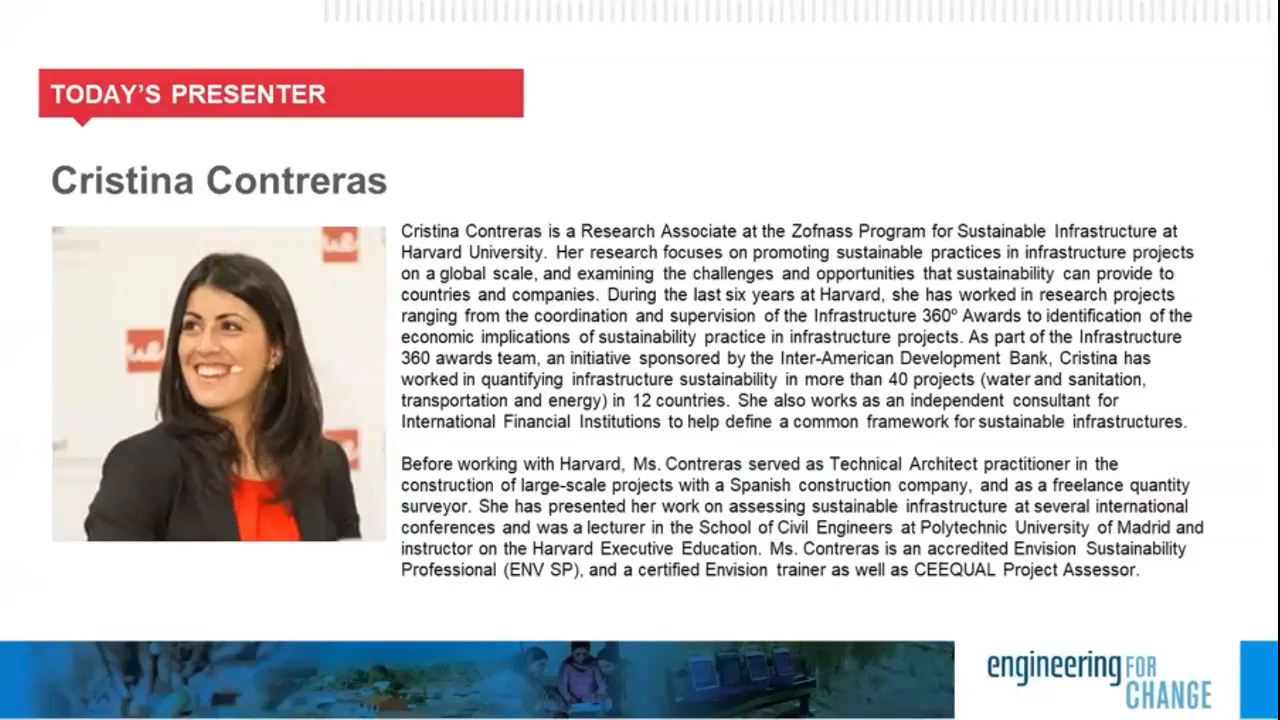 TODAY'S PRESENTER
Cristina Contreras
Cristina Contreras is a Research Associate at the Zofnass Program for Sustainable Infrastructure at
Harvard University. Her research focuses on promoting sustainable practices in infrastructure projects
on a global scale, and examining the challenges and opportunities that sustainability can provide to
countries and companies. During the last six years at Harvard, she has worked in research projects
ranging from the coordination and supervision of the Infrastructure 360º Awards to identification of the
economic implications of sustainability practice in infrastructure projects. As part of the Infrastructure
360 awards team, an initiative sponsored by the Inter-American Development Bank, Cristina has
worked in quantifying infrastructure sustainability in more than 40 projects (water and sanitation,
transportation and energy) in 12 countries. She also works as an independent consultant for
International Financial Institutions to help define a common framework for sustainable infrastructures.
Before working with Harvard, Ms. Contreras served as Technical Architect practitioner in the
construction of large-scale projects with a Spanish construction company, and as a freelance quantity
surveyor. She has presented her work on assessing sustainable infrastructure at several international
conferences and was a lecturer in the School of Civil Engineers at Polytechnic University of Madrid and
instructor on the Harvard Executive Education. Ms. Contreras is an accredited Envision Sustainability
Professional (ENV SP), and a certified Envision trainer as well as CEEQUAL Project Assessor.
engineering FOR
CHANGE